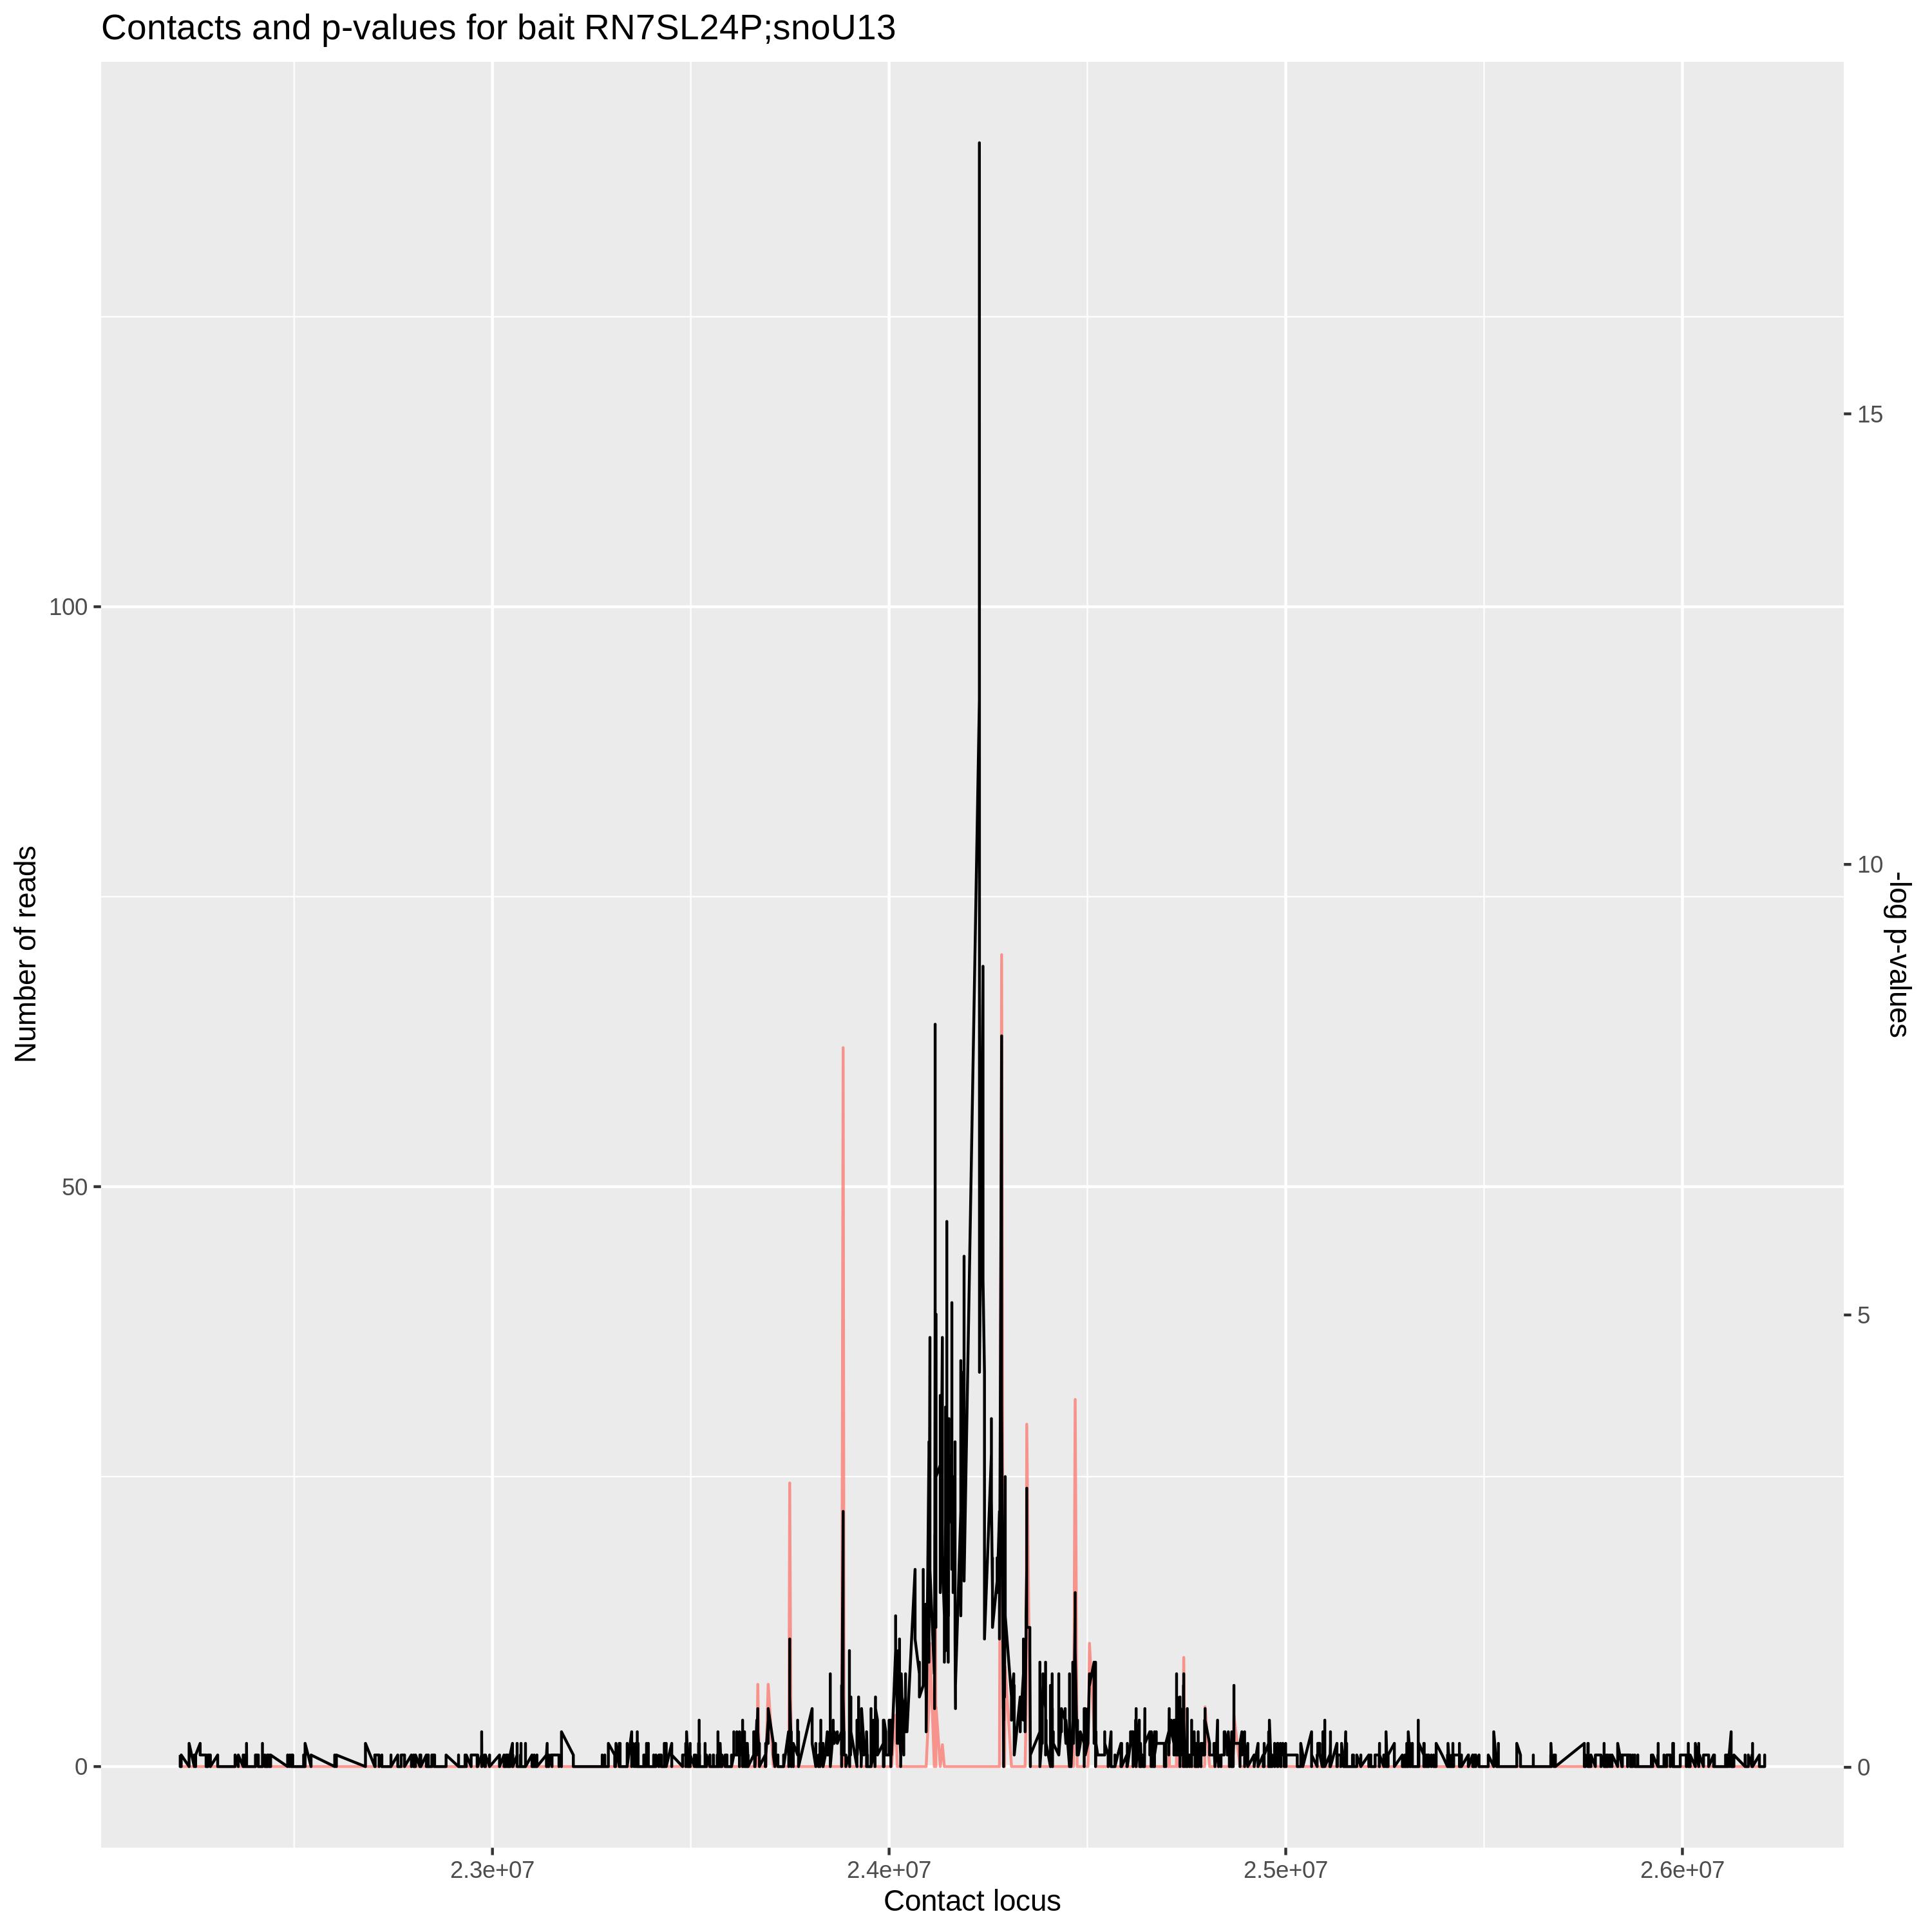 Contacts and p-values for bait RN7SL24P;snoU13
Number of reads
100
50
0
15
10
5
0
-log p-values
2.3e+07
2.4e+07
2.5e+07
2.6e+07
Contact locus